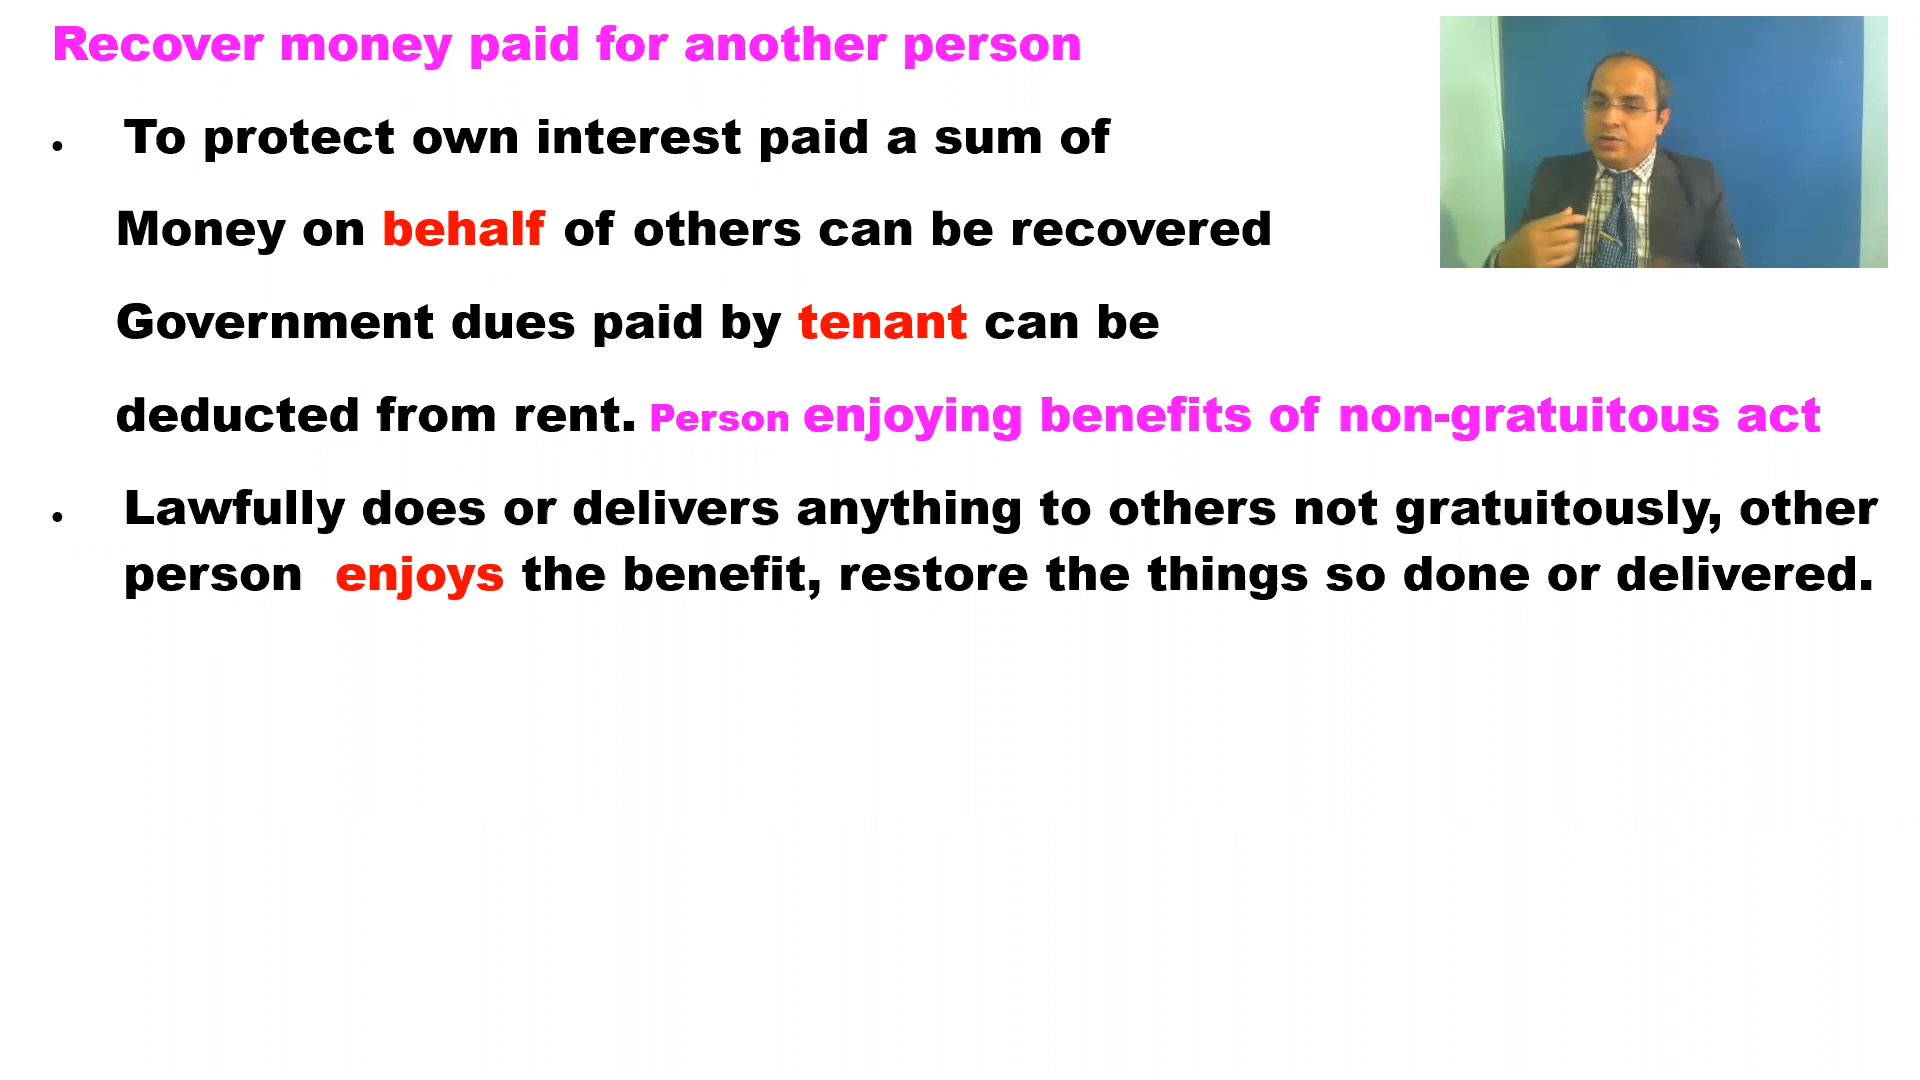 Recover money paid for another person
• To protect own interest paid a sum of
Money on behalf of others can be recovered
Government dues paid by tenant can be
deducted from rent. Person enjoying benefits of non-gratuitous act
• Lawfully does or delivers anything to others not gratuitously, other
person enjoys the benefit, restore the things so done or delivered.